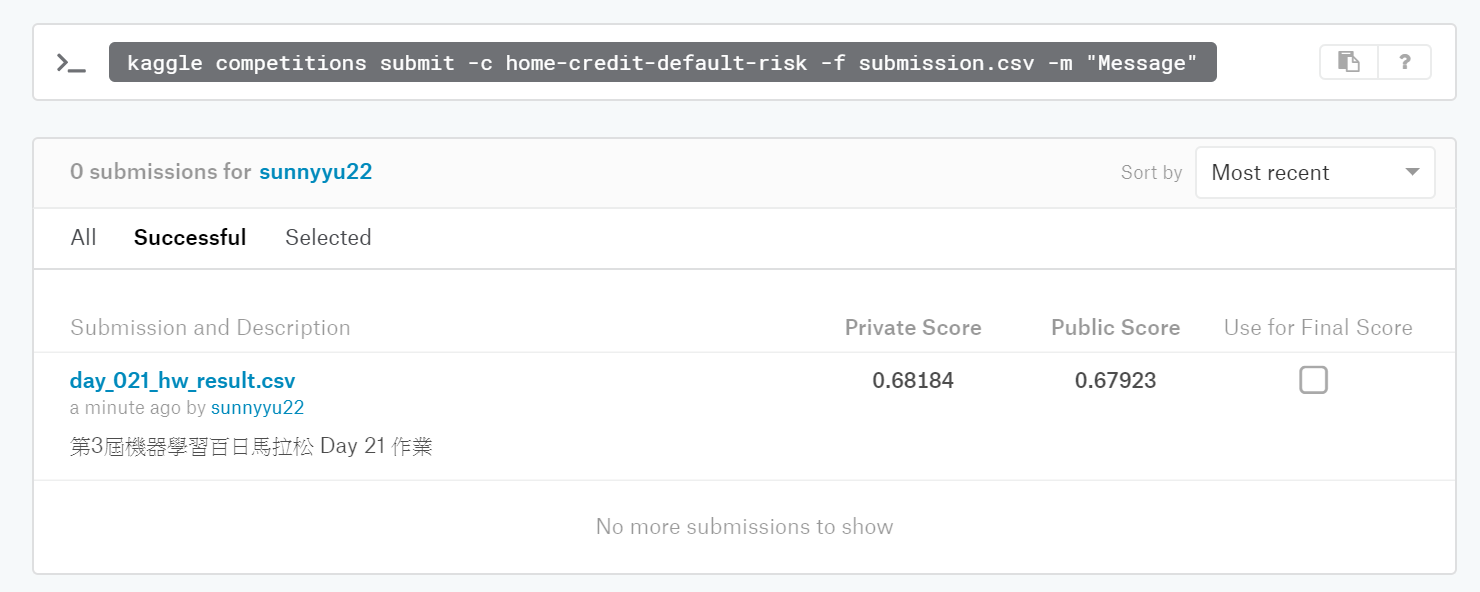 kaggle competitions submit -c home-credit-default-risk -f submission.csv -m "Message"
?
0 submissions for sunnyyu22
Sort by Most recent
All Successful Selected
Submission and Description Private Score Public Score Use for Final Score
day_021_hw_result.csv 0.68184 0.67923
a minute ago by sunnyyu22
第3屆機器學習百日馬拉松 Day 21 作業
No more submissions to show